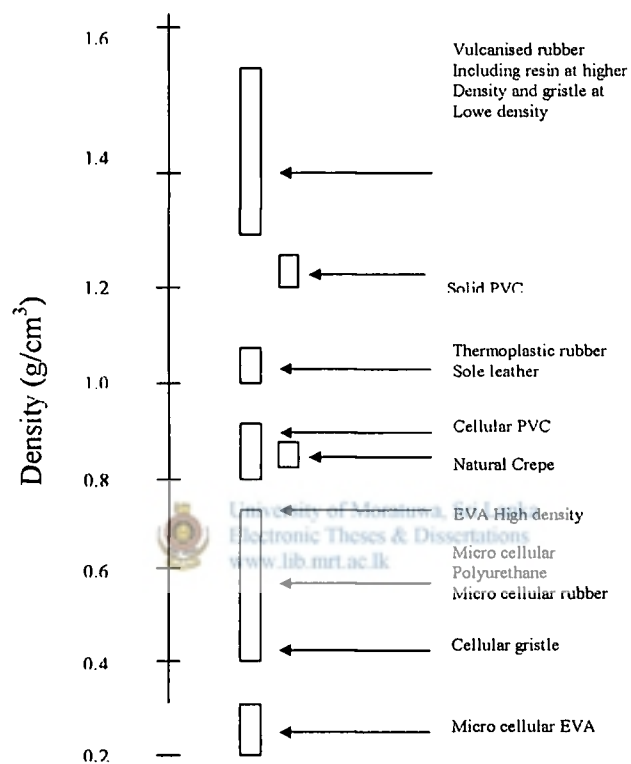 1.6
Vulcanised rubber
Including resin at higher
Density and gristle at
Lowe density
1.4
1.2
Solid PVC
Thermoplastic rubber
Sole leather
1.0
Cellular PVC
Natural Crepe
0.8
EVA High density
University of Moratuwa, Sri Lanka
Electronic Theses & Dissertations
www.lib.mrt.ac.lk
Micro cellular
Polyurethane
Micro cellular rubber
0.6
Cellular gristle
0.4
Micro cellular EVA
0.2
Density (g/cm³)